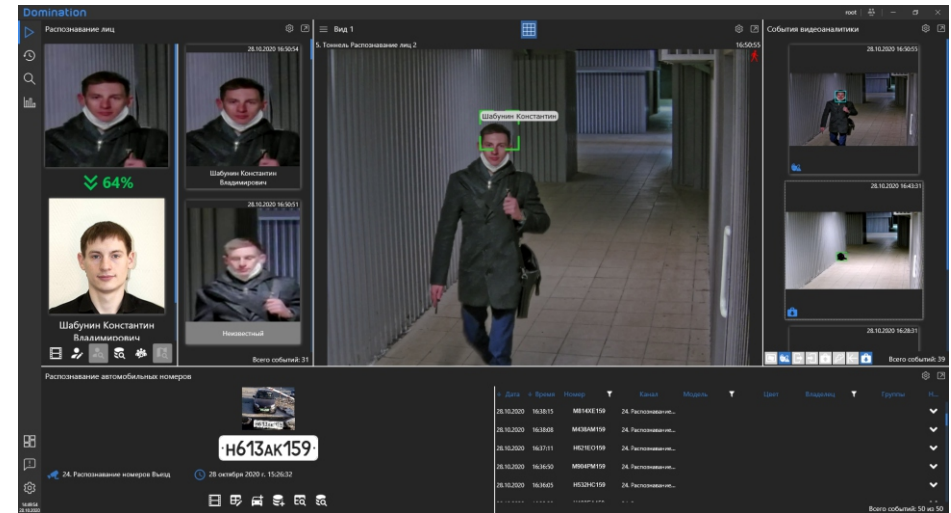 Domination
root
Распознавание лиц
28.10.2020 16:50:54
Шабунин Константин
Владимирович
64%
28.10.2020 16:50:51
Неизвестный
Шабунин Константин
Владимирович
Всего событий: 31
Вид 1
5. Тоннель Распознавание лиц 2
16:50:55
Шабунин Константин
События видеоаналитики
28.10.2020 16:50:55
28.10.2020 16:43:31
28.10.2020 16:28:31
Всего событий: 39
Распознавание автомобильных номеров
Н613АК159
24. Распознавание номеров Выезд
28 октября 2020 г. 15:26:32
Дата Время Номер Канал Модель Цвет Владелец Группы Н...
28.10.2020 16:38:15 М814ХЕ159 24. Распознавание...
28.10.2020 16:38:08 М438АМ159 24. Распознавание...
28.10.2020 16:37:11 Н621ЕО159 24. Распознавание...
28.10.2020 16:36:50 М904РМ159 24. Распознавание...
28.10.2020 16:36:05 Н532НС159 24. Распознавание...
Всего событий: 50 из 50